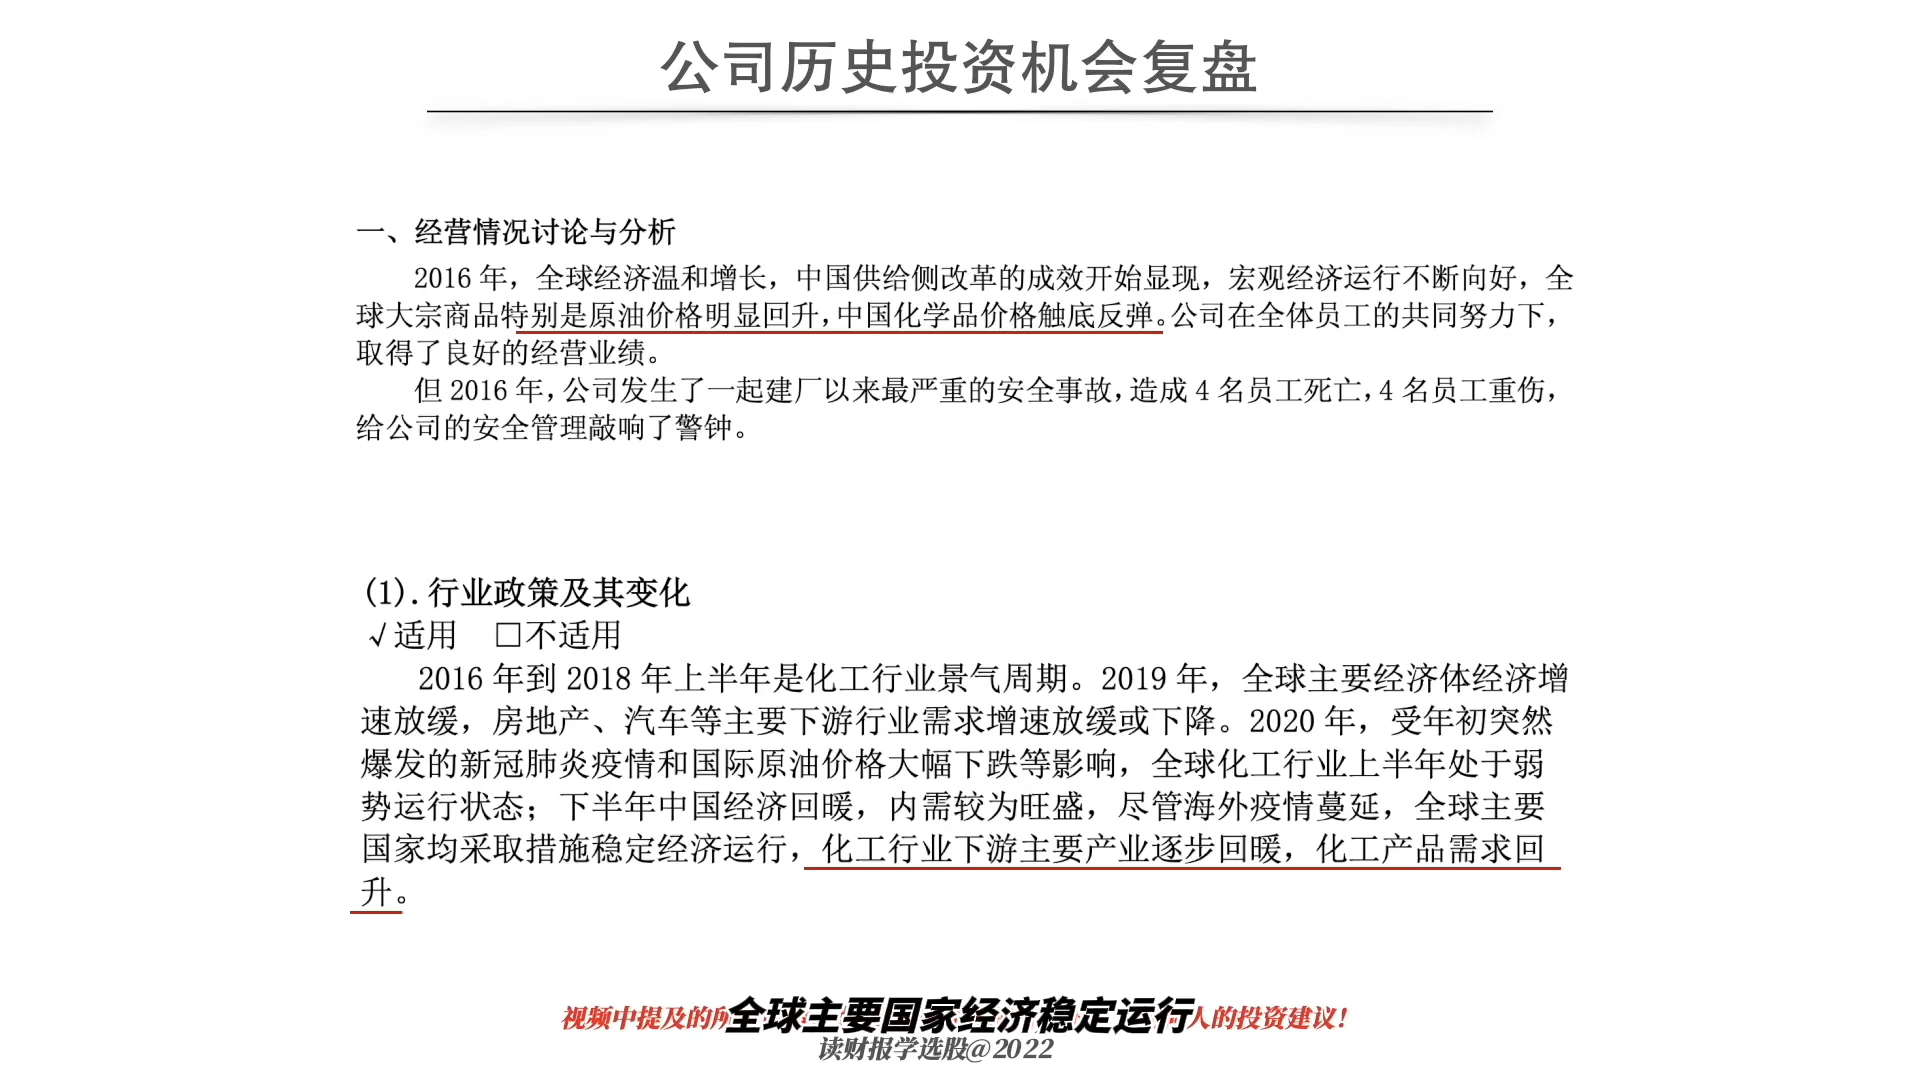 公司历史投资机会复盘
一、经营情况讨论与分析
2016 年，全球经济温和增长，中国供给侧改革的成效开始显现，宏观经济运行不断向好，全
球大宗商品特别是原油价格明显回升，中国化学品价格触底反弹。公司在全体员工的共同努力下，
取得了良好的经营业绩。
但 2016 年，公司发生了一起建厂以来最严重的安全事故，造成 4 名员工死亡，4 名员工重伤，
给公司的安全管理敲响了警钟。
(1). 行业政策及其变化
√适用 □不适用
2016 年到 2018 年上半年是化工行业景气周期。2019 年，全球主要经济体经济增
速放缓，房地产、汽车等主要下游行业需求增速放缓或下降。2020 年，受年初突然
爆发的新冠肺炎疫情和国际原油价格大幅下跌等影响，全球化工行业上半年处于弱
势运行状态；下半年中国经济回暖，内需较为旺盛，尽管海外疫情蔓延，全球主要
国家均采取措施稳定经济运行，化工行业下游主要产业逐步回暖，化工产品需求回
升。
视频中提及的所 人的投资建议！
全球主要国家经济稳定运行
读财报学选股@2022